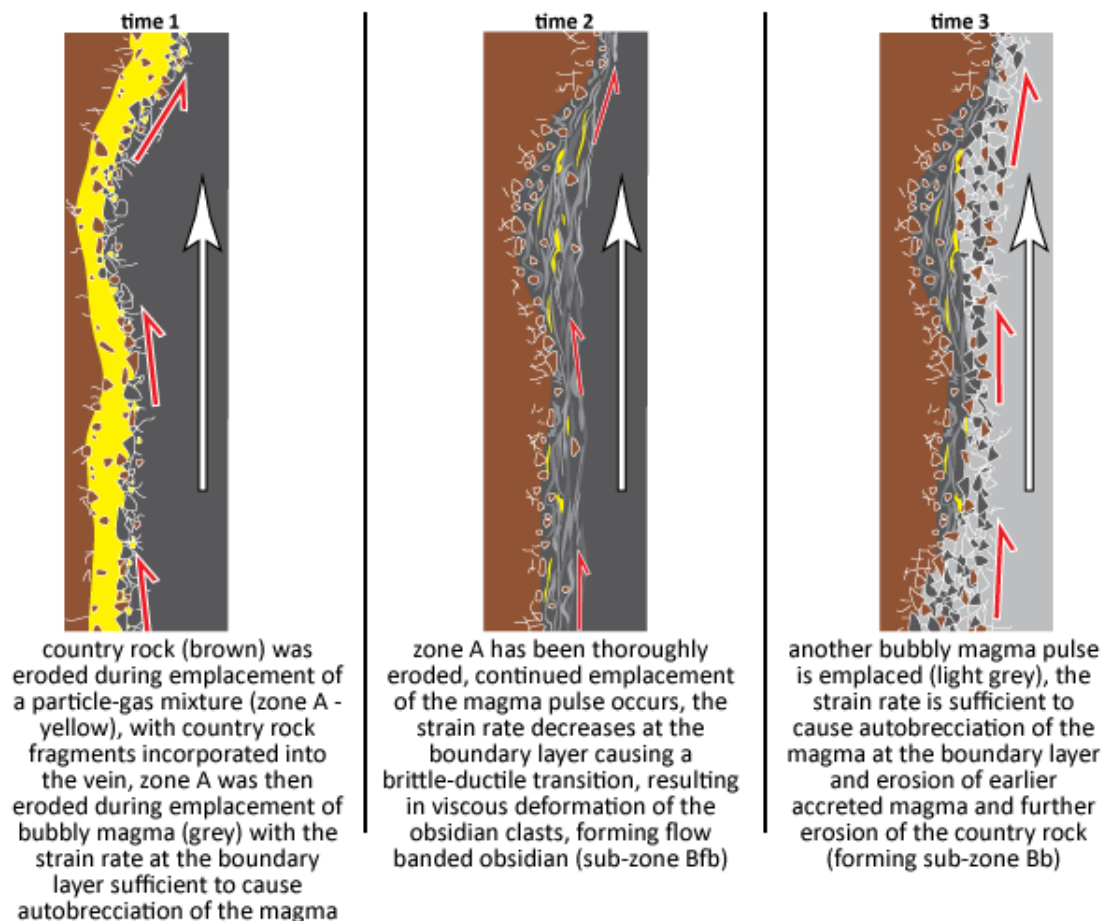 time 1
country rock (brown) was
eroded during emplacement of
a particle-gas mixture (zone A -
yellow), with country rock
fragments incorporated into
the vein, zone A was then
eroded during emplacement of
bubbly magma (grey) with the
strain rate at the boundary
layer sufficient to cause
autobrecciation of the magma
time 2
zone A has been thoroughly
eroded, continued emplacement
of the magma pulse occurs, the
strain rate decreases at the
boundary layer causing a
brittle-ductile transition, resulting
in viscous deformation of the
obsidian clasts, forming flow
banded obsidian (sub-zone Bfb)
time 3
another bubbly magma pulse
is emplaced (light grey), the
strain rate is sufficient to
cause autobrecciation of the
magma at the boundary layer
and erosion of earlier
accreted magma and further
erosion of the country rock
(forming sub-zone Bb)